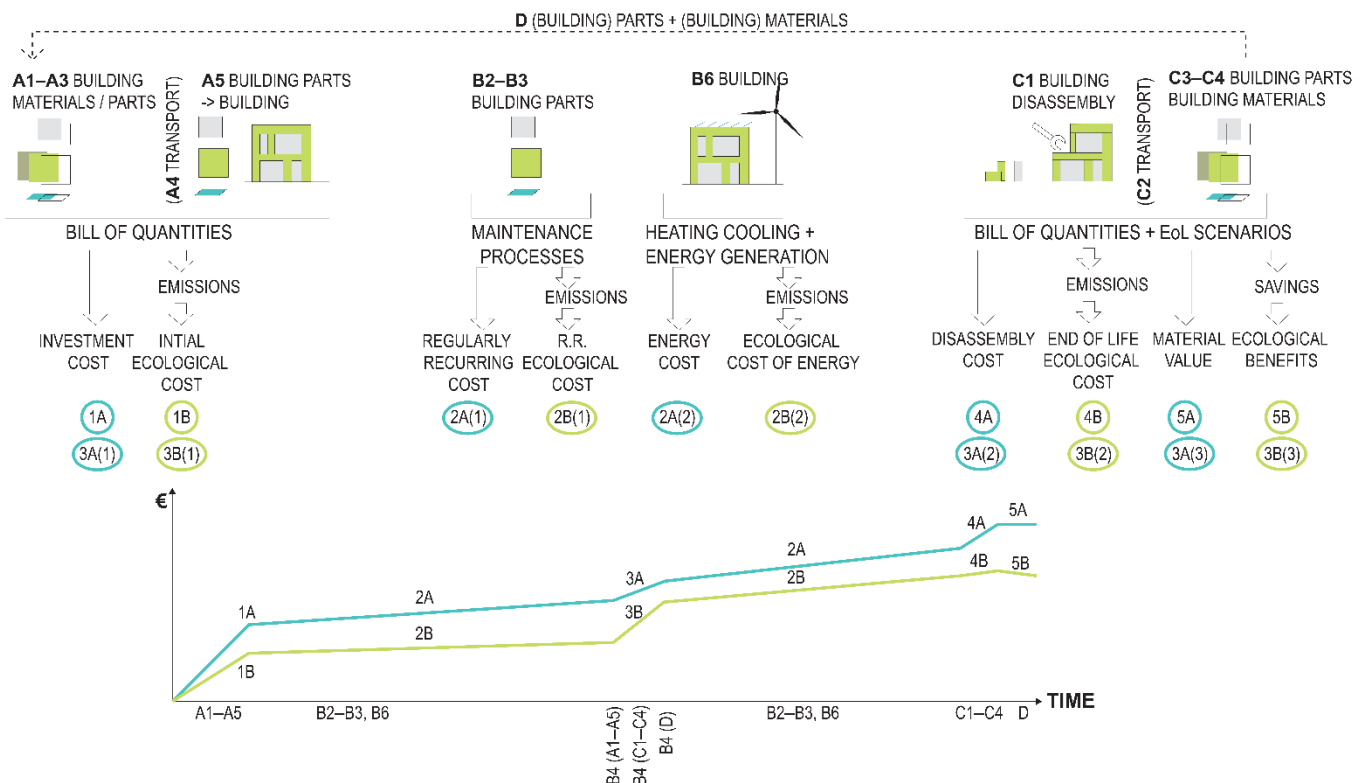 D (BUILDING) PARTS + (BUILDING) MATERIALS
A1–A3 BUILDING
MATERIALS / PARTS
(A4 TRANSPORT)
A5 BUILDING PARTS
-> BUILDING
B2–B3
BUILDING PARTS
B6 BUILDING
C1 BUILDING
DISASSEMBLY
(C2 TRANSPORT)
C3–C4 BUILDING PARTS
BUILDING MATERIALS
BILL OF QUANTITIES
EMISSIONS
INVESTMENT
COST
INTIAL
ECOLOGICAL
COST
1A
1B
3A(1)
3B(1)
MAINTENANCE
PROCESSES
EMISSIONS
REGULARLY
RECURRING
COST
R.R.
ECOLOGICAL
COST
2A(1)
2B(1)
HEATING COOLING +
ENERGY GENERATION
EMISSIONS
ENERGY
COST
ECOLOGICAL
COST OF ENERGY
2A(2)
2B(2)
BILL OF QUANTITIES + EoL SCENARIOS
EMISSIONS
SAVINGS
DISASSEMBLY
COST
END OF LIFE
ECOLOGICAL
COST
MATERIAL
VALUE
ECOLOGICAL
BENEFITS
4A
4B
5A
5B
3A(2)
3B(2)
3A(3)
3B(3)
€
1A
2A
3A
2A
4A
5A
1B
2B
3B
2B
4B
5B
TIME
A1–A5
B2–B3, B6
B4 (A1–A5)
B4 (C1–C4)
B4 (D)
B2–B3, B6
C1–C4
D